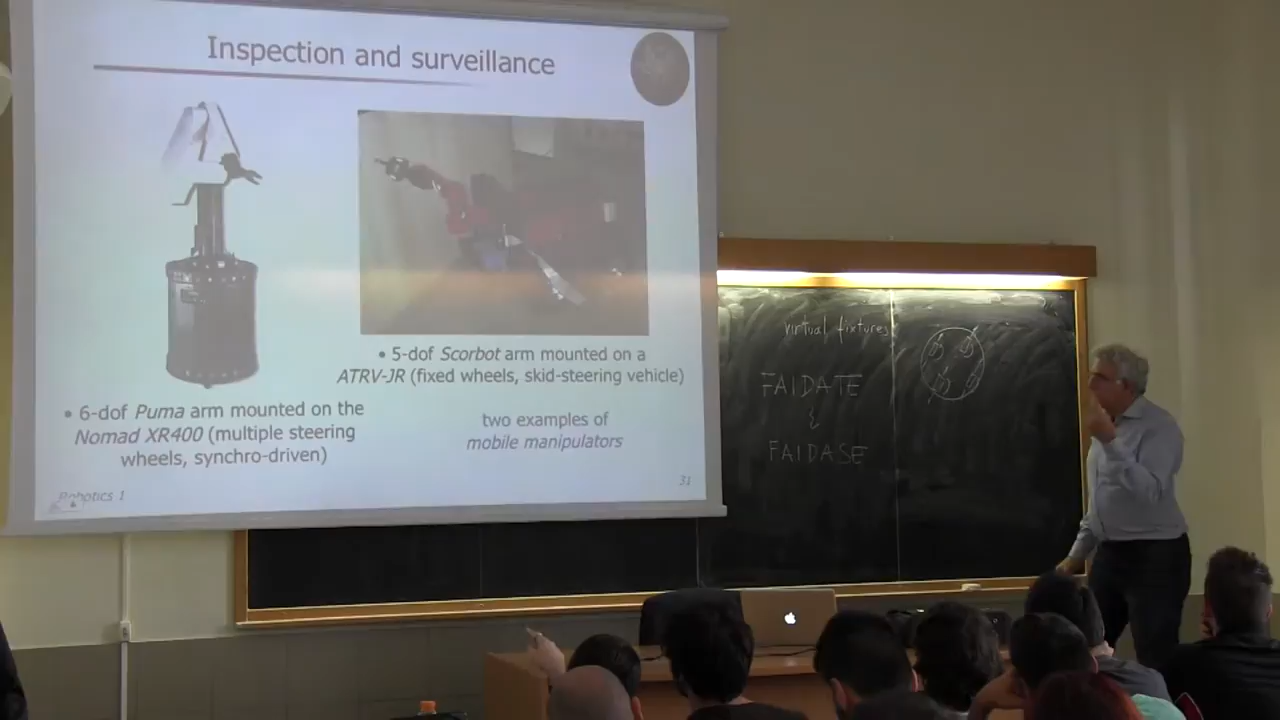 Inspection and surveillance
• 5-dof Scorbot arm mounted on a
ATRV-JR (fixed wheels, skid-steering vehicle)
• 6-dof Puma arm mounted on the
Nomad XR400 (multiple steering
wheels, synchro-driven)
two examples of
mobile manipulators
Robotics 1
31
virtual fixtures
FAIDATE
&
FAIDASE